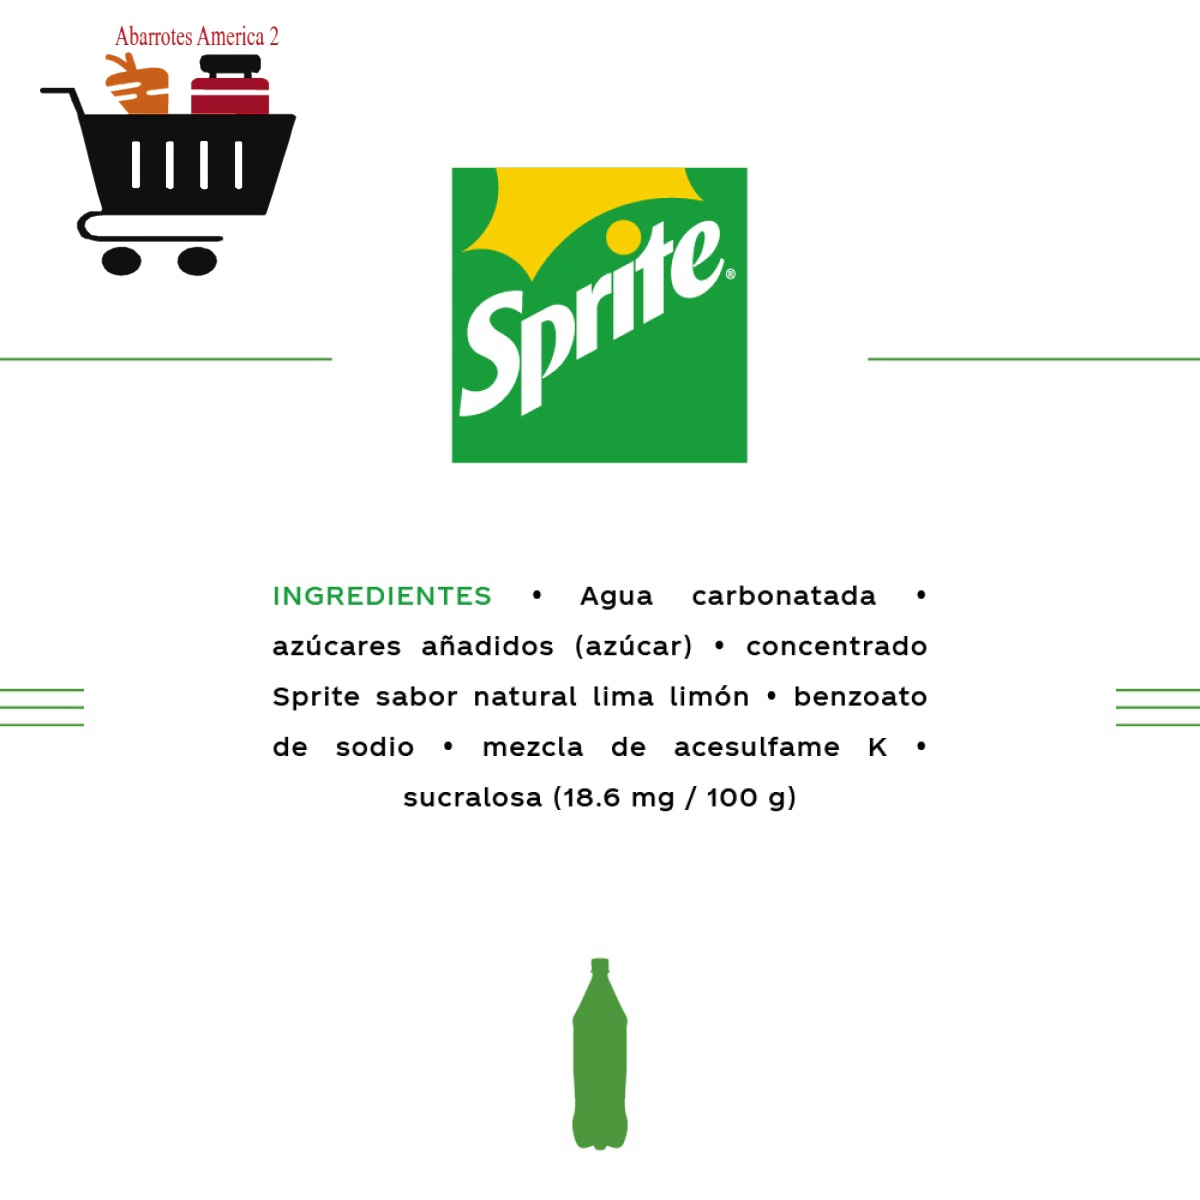 Abarrotes America 2
Sprite®
INGREDIENTES • Agua carbonatada •
azúcares añadidos (azúcar) • concentrado
Sprite sabor natural lima limón • benzoato
de sodio • mezcla de acesulfame K •
sucralosa (18.6 mg / 100 g)